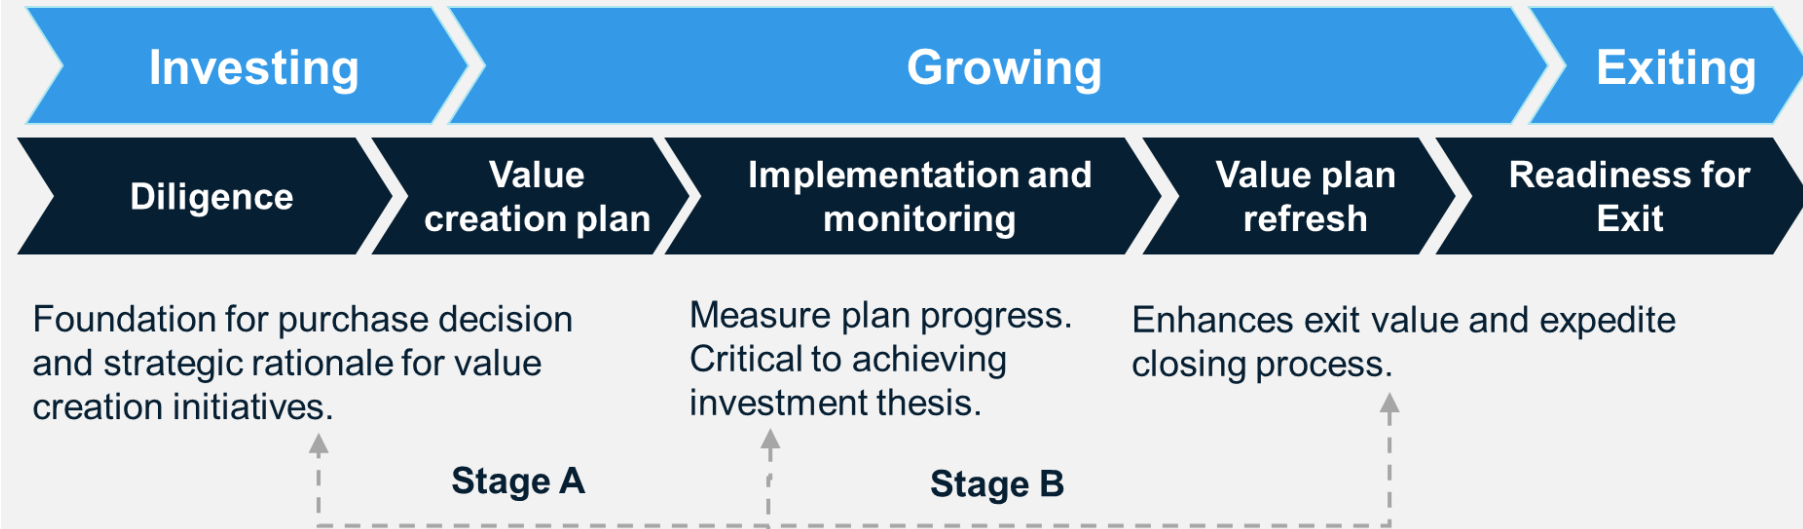 Investing
Growing
Exiting
Diligence
Value
creation plan
Implementation and
monitoring
Value plan
refresh
Readiness for
Exit
Foundation for purchase decision
and strategic rationale for value
creation initiatives.
Measure plan progress.
Critical to achieving
investment thesis.
Enhances exit value and expedite
closing process.
Stage A
Stage B